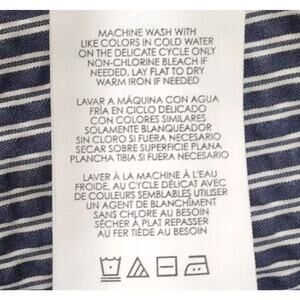 MACHINE WASH WITH
LIKE COLORS IN COLD WATER
ON THE DELICATE CYCLE ONLY
NON-CHLORINE BLEACH IF
NEEDED, LAY FLAT TO DRY
WARM IRON IF NEEDED
LAVAR A MÁQUINA CON AGUA
FRÍA EN CICLO DELICADO
CON COLORES SIMILARES
SOLAMENTE BLANQUEADOR
SIN CLORO SI FUERA NECESARIO
SECAR SOBRE SUPERFICIE PLANA
PLANCHA TIBIA SI FUERA NECESARIO
LAVER À LA MACHINE À L'EAU
FROIDE, AU CYCLE DÉLICAT AVEC
DE COULEURS SEMBLABLES UTILISER
UN AGENT DE BLANCHÎMENT
SANS CHLORE AU BESOIN
SÉCHER À PLAT REPASSER
AU FER TIÈDE AU BESOIN